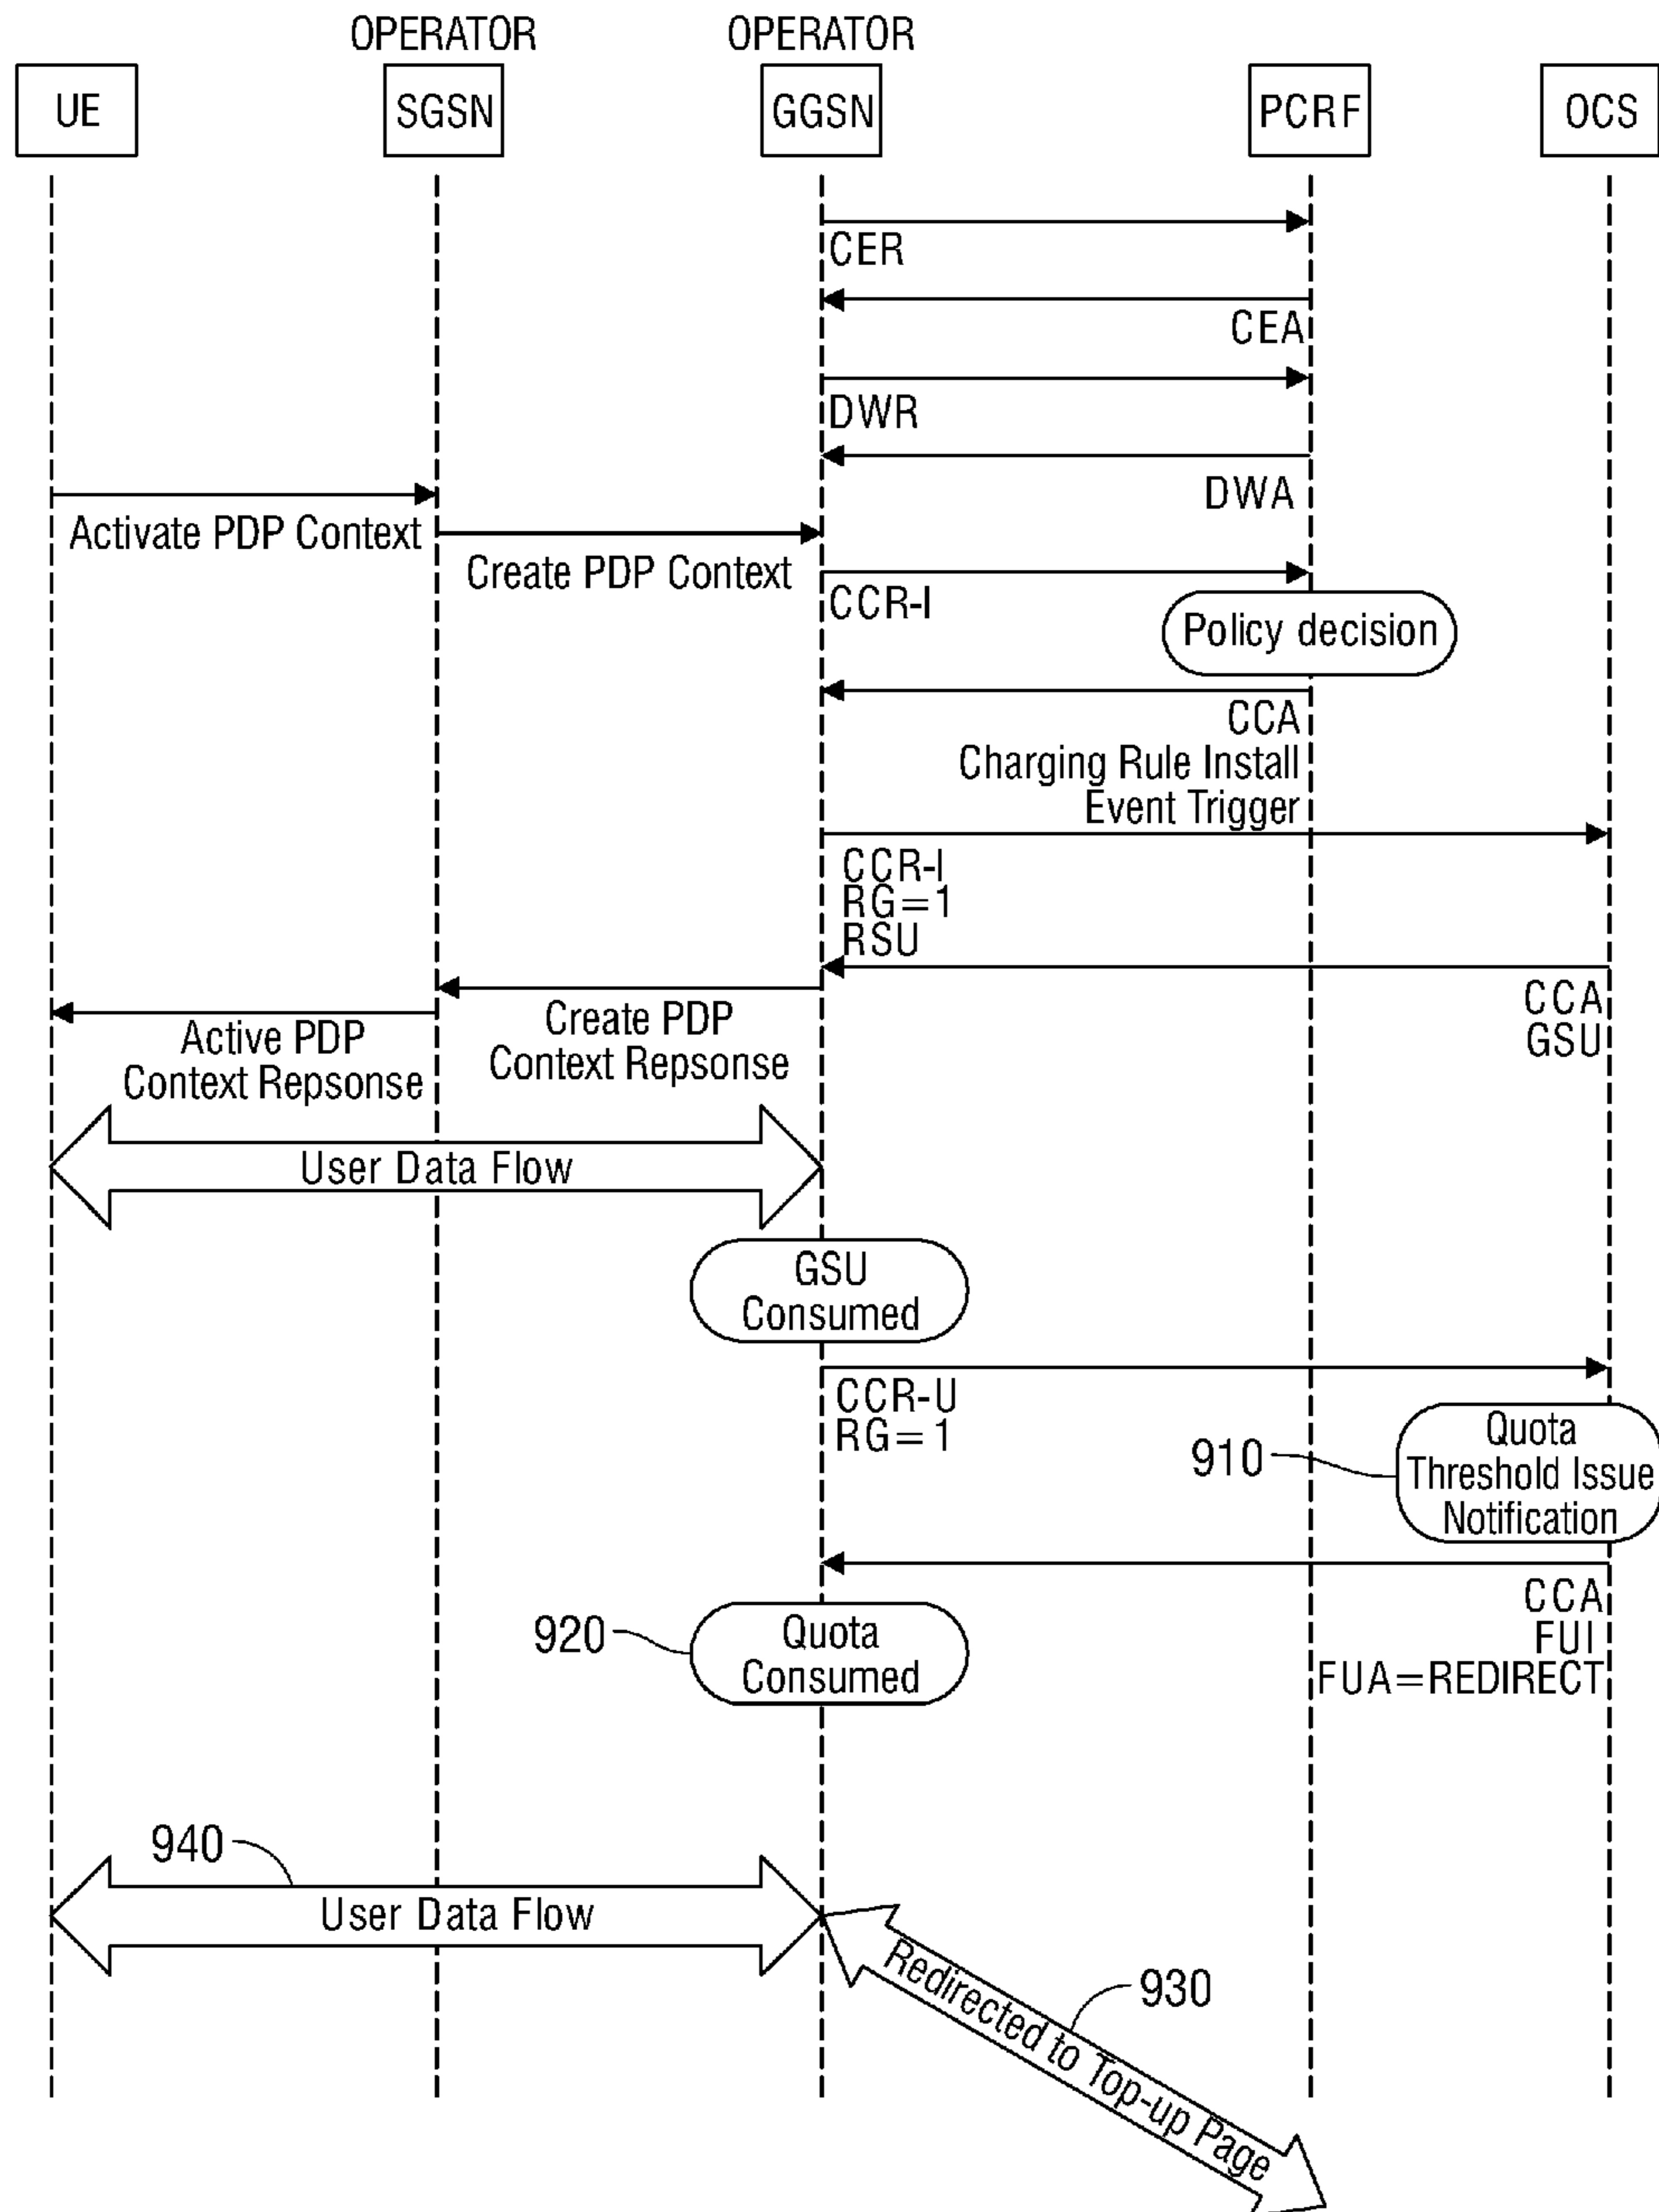 OPERATOR
OPERATOR
UE
SGSN
GGSN
PCRF
OCS
CER
CEA
DWR
DWA
Activate PDP Context
Create PDP Context
CCR-I
Policy decision
CCA
Charging Rule Install
Event Trigger
CCR-I
RG=1
RSU
CCA
GSU
Create PDP
Context Repsonse
Active PDP
Context Repsonse
User Data Flow
GSU
Consumed
CCR-U
RG=1
910
Quota
Threshold Issue
Notification
CCA
FUI
FUA=REDIRECT
920
Quota
Consumed
940
User Data Flow
930
Redirected to Top-up Page